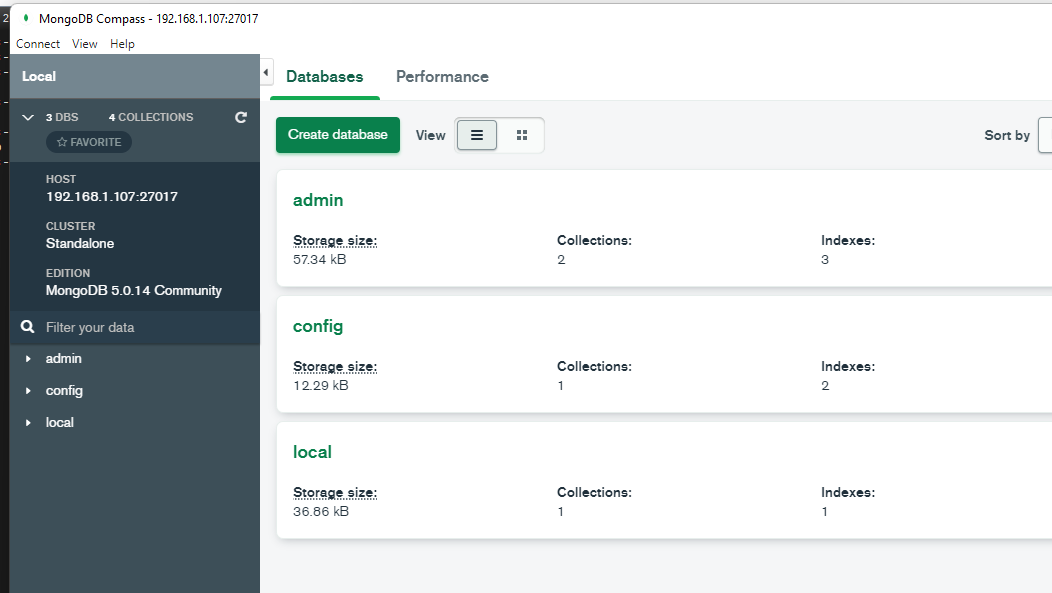 MongoDB Compass - 192.168.1.107:27017
Connect View Help
Local
3 DBS 4 COLLECTIONS
FAVORITE
HOST
192.168.1.107:27017
CLUSTER
Standalone
EDITION
MongoDB 5.0.14 Community
Filter your data
admin
config
local
Databases Performance
Create database View Sort by
admin
Storage size: Collections: Indexes:
57.34 kB 2 3
config
Storage size: Collections: Indexes:
12.29 kB 1 2
local
Storage size: Collections: Indexes:
36.86 kB 1 1